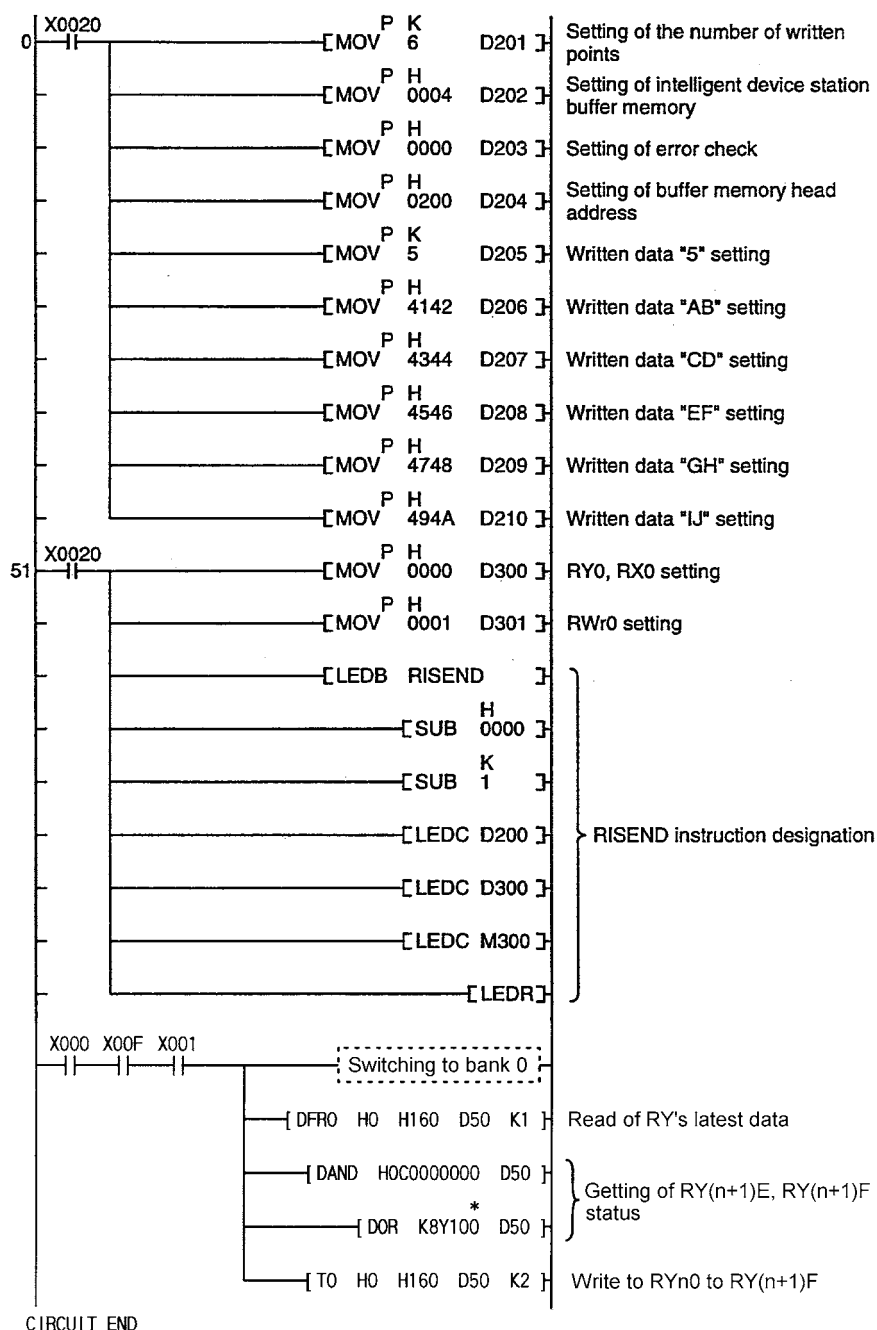 X0020
P K
0 MOV 6 D201 Setting of the number of written points
P H
MOV 0004 D202 Setting of intelligent device station buffer memory
P H
MOV 0000 D203 Setting of error check
P H
MOV 0200 D204 Setting of buffer memory head address
P K
MOV 5 D205 Written data "5" setting
P H
MOV 4142 D206 Written data "AB" setting
P H
MOV 4344 D207 Written data "CD" setting
P H
MOV 4546 D208 Written data "EF" setting
P H
MOV 4748 D209 Written data "GH" setting
P H
MOV 494A D210 Written data "IJ" setting
X0020
P H
51 MOV 0000 D300 RY0, RX0 setting
P H
MOV 0001 D301 RWr0 setting
LEDB RISEND
H
SUB 0000
K
SUB 1
LEDC D200 RISEND instruction designation
LEDC D300
LEDC M300
LEDR
X000 X00F X001
Switching to bank 0
DFRO H0 H160 D50 K1 Read of RY's latest data
DAND H0C0000000 D50
Getting of RY(n+1)E, RY(n+1)F status
*
DOR K8Y100 D50
TO H0 H160 D50 K2 Write to RYn0 to RY(n+1)F
CIRCUIT END